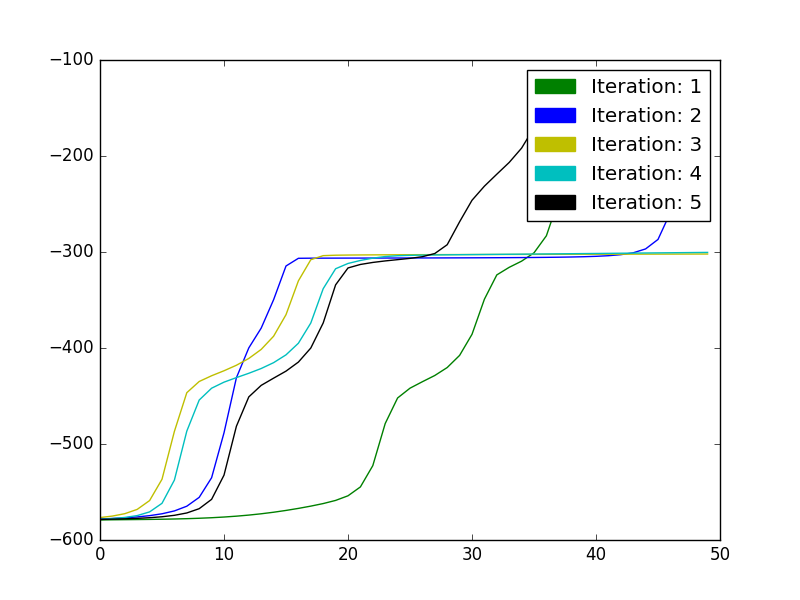 −100
−200
−300
−400
−500
−600
0
10
20
30
40
50
Iteration: 1
Iteration: 2
Iteration: 3
Iteration: 4
Iteration: 5